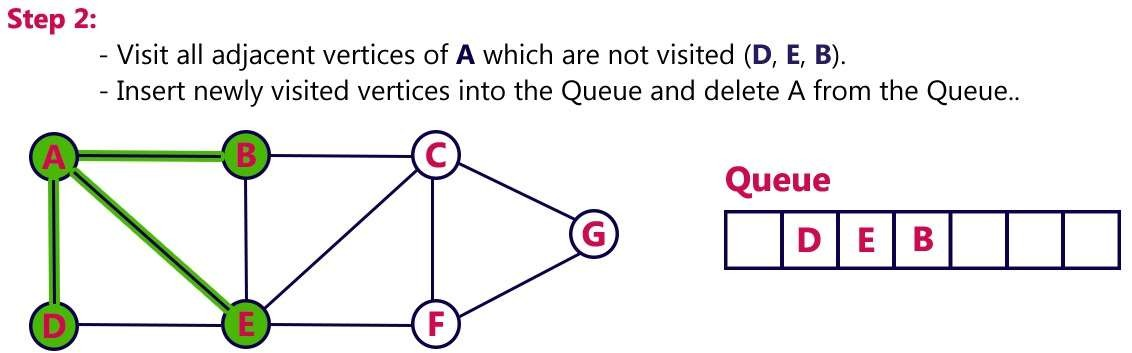 Step 2:
- Visit all adjacent vertices of A which are not visited (D, E, B).
- Insert newly visited vertices into the Queue and delete A from the Queue..
A B C
G
D E F
Queue
D E B